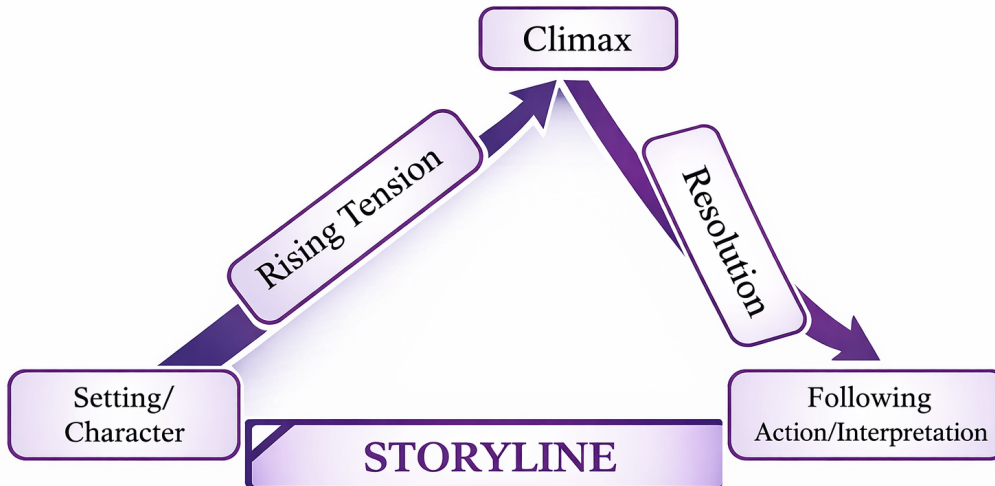 Climax
Rising Tension
Resolution
Setting/
Character
Following
Action/Interpretation
STORYLINE